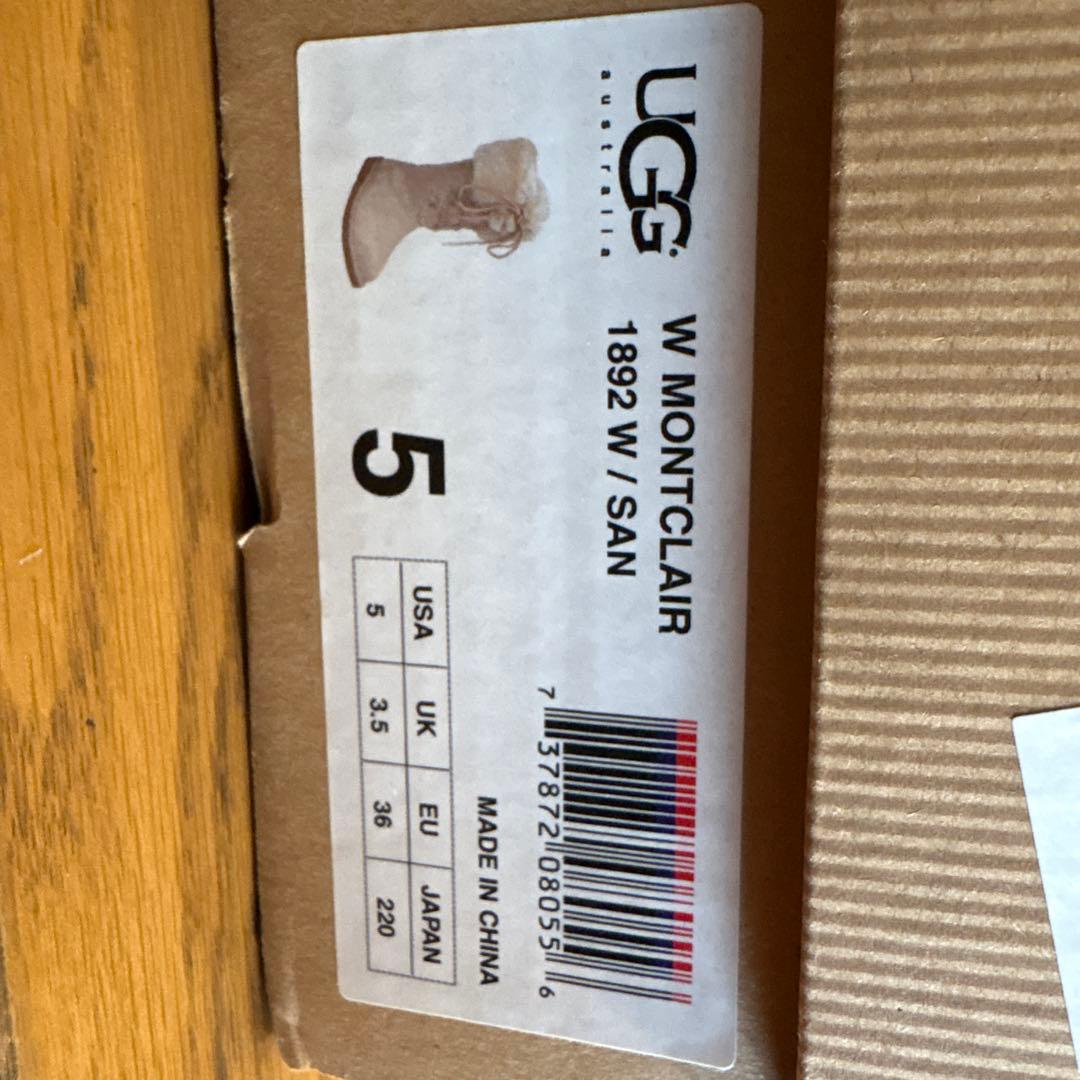 UGG
australia
W MONTCLAIR
1892 W / SAN
5
USA UK EU JAPAN
5 3.5 36 220
MADE IN CHINA
7 37872 08055 6